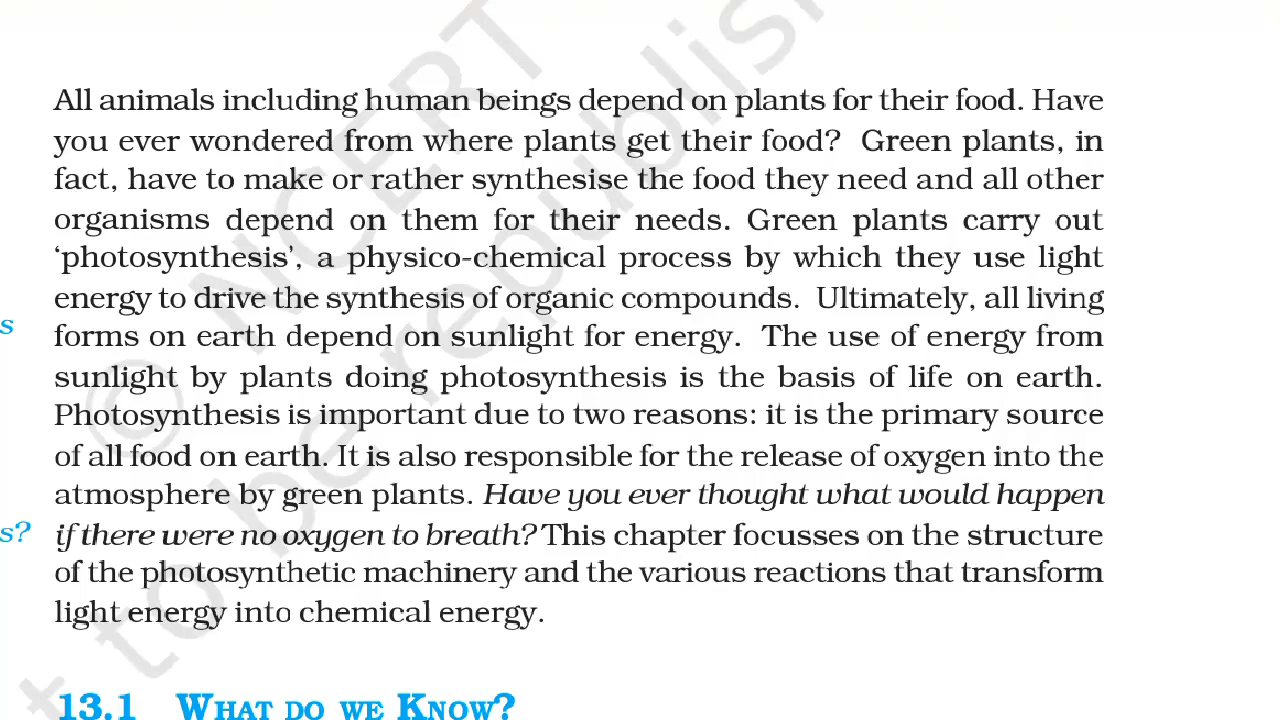 All animals including human beings depend on plants for their food. Have
you ever wondered from where plants get their food? Green plants, in
fact, have to make or rather synthesise the food they need and all other
organisms depend on them for their needs. Green plants carry out
‘photosynthesis’, a physico-chemical process by which they use light
energy to drive the synthesis of organic compounds. Ultimately, all living
s
forms on earth depend on sunlight for energy. The use of energy from
sunlight by plants doing photosynthesis is the basis of life on earth.
Photosynthesis is important due to two reasons: it is the primary source
of all food on earth. It is also responsible for the release of oxygen into the
atmosphere by green plants. Have you ever thought what would happen
s?
if there were no oxygen to breath? This chapter focusses on the structure
of the photosynthetic machinery and the various reactions that transform
light energy into chemical energy.
13.1 WHAT DO WE KNOW?
© NCERT
t to be republis